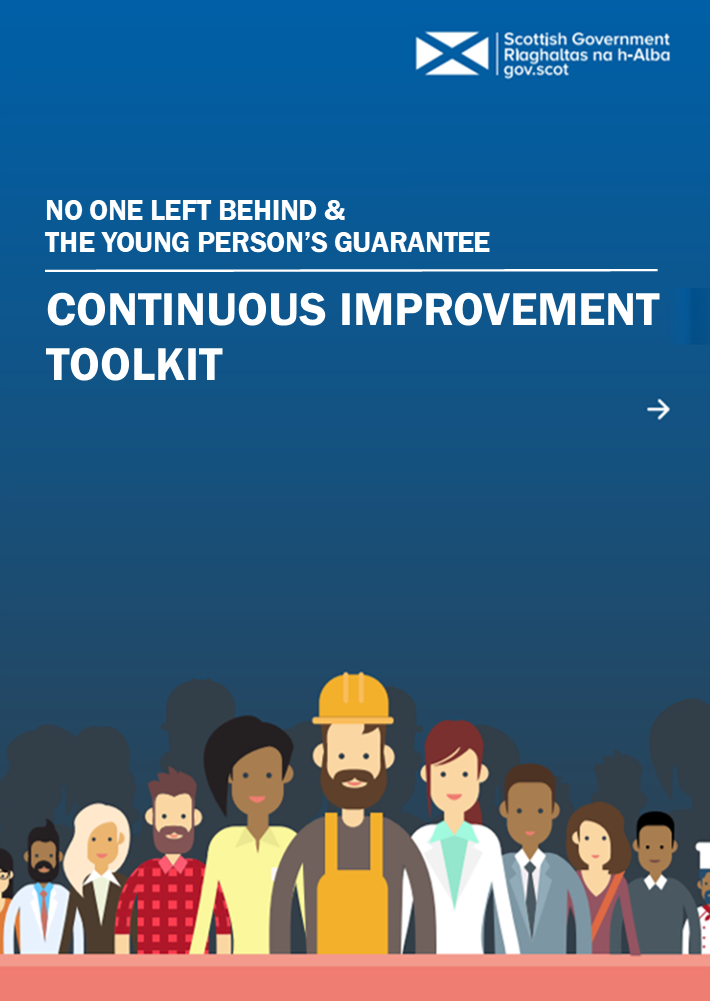 Scottish Government
Riaghaltas na h-Alba
gov.scot
NO ONE LEFT BEHIND &
THE YOUNG PERSON’S GUARANTEE
CONTINUOUS IMPROVEMENT
TOOLKIT